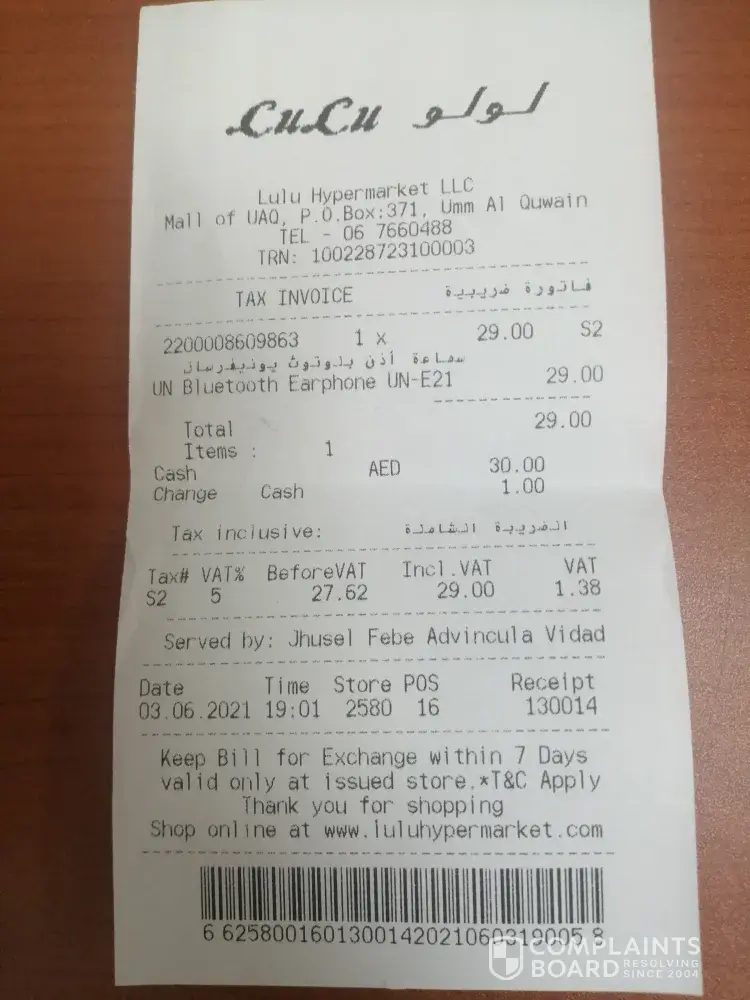 LuLu لولو
Lulu Hypermarket LLC
Mall of UAQ, P.O.Box:371, Umm Al Quwain
TEL - 06 7660488
TRN: 100228723100003
TAX INVOICE فاتورة ضريبية
2200008609863 1 x 29.00 S2
سماعة أذن بلوتوث يونيفرسال
UN Bluetooth Earphone UN-E21 29.00
Total 29.00
Items : 1
Cash AED 30.00
Change Cash 1.00
Tax inclusive: الضريبة الشاملة
Tax# VAT% BeforeVAT Incl.VAT VAT
S2 5 27.62 29.00 1.38
Served by: Jhusel Febe Advincula Vidad
Date Time Store POS Receipt
03.06.2021 19:01 2580 16 130014
Keep Bill for Exchange within 7 Days
valid only at issued store.*T&C Apply
Thank you for shopping
Shop online at www.luluhypermarket.com
6 62580016013001420210603190058
COMPLAINTS
BOARD RESOLVING SINCE 2004